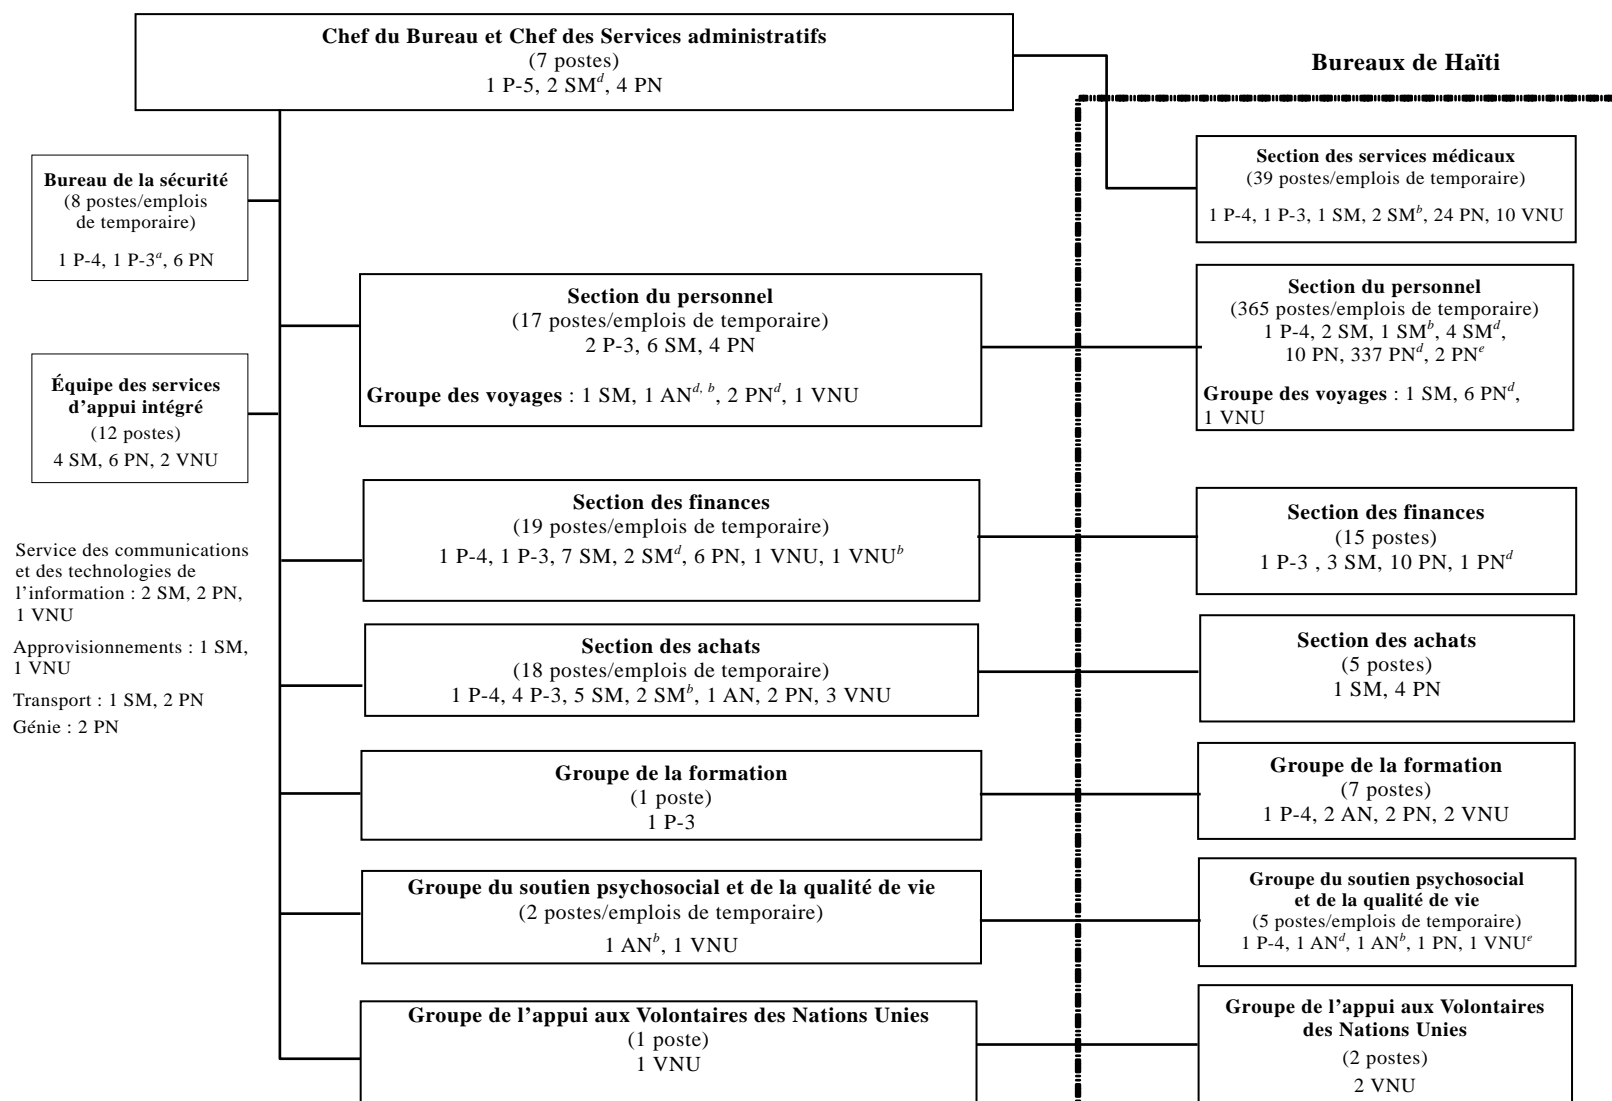 Chef du Bureau et Chef des Services administratifs
(7 postes)
1 P-5, 2 SMᵈ, 4 PN
Bureaux de Haïti
Bureau de la sécurité
(8 postes/emplois
de temporaire)
1 P-4, 1 P-3ᵃ, 6 PN
Section des services médicaux
(39 postes/emplois de temporaire)
1 P-4, 1 P-3, 1 SM, 2 SMᵇ, 24 PN, 10 VNU
Section du personnel
(17 postes/emplois de temporaire)
2 P-3, 6 SM, 4 PN
Groupe des voyages : 1 SM, 1 ANᵈ, ᵇ, 2 PNᵈ, 1 VNU
Section du personnel
(365 postes/emplois de temporaire)
1 P-4, 2 SM, 1 SMᵇ, 4 SMᵈ,
10 PN, 337 PNᵈ, 2 PNᵉ
Groupe des voyages : 1 SM, 6 PNᵈ,
1 VNU
Équipe des services
d’appui intégré
(12 postes)
4 SM, 6 PN, 2 VNU
Service des communications
et des technologies de
l’information : 2 SM, 2 PN,
1 VNU
Approvisionnements : 1 SM,
1 VNU
Transport : 1 SM, 2 PN
Génie : 2 PN
Section des finances
(19 postes/emplois de temporaire)
1 P-4, 1 P-3, 7 SM, 2 SMᵈ, 6 PN, 1 VNU, 1 VNUᵇ
Section des finances
(15 postes)
1 P-3 , 3 SM, 10 PN, 1 PNᵈ
Section des achats
(18 postes/emplois de temporaire)
1 P-4, 4 P-3, 5 SM, 2 SMᵇ, 1 AN, 2 PN, 3 VNU
Section des achats
(5 postes)
1 SM, 4 PN
Groupe de la formation
(1 poste)
1 P-3
Groupe de la formation
(7 postes)
1 P-4, 2 AN, 2 PN, 2 VNU
Groupe du soutien psychosocial et de la qualité de vie
(2 postes/emplois de temporaire)
1 ANᵇ, 1 VNU
Groupe du soutien psychosocial
et de la qualité de vie
(5 postes/emplois de temporaire)
1 P-4, 1 ANᵈ, 1 ANᵇ, 1 PN, 1 VNUᵉ
Groupe de l’appui aux Volontaires des Nations Unies
(1 poste)
1 VNU
Groupe de l’appui aux Volontaires
des Nations Unies
(2 postes)
2 VNU